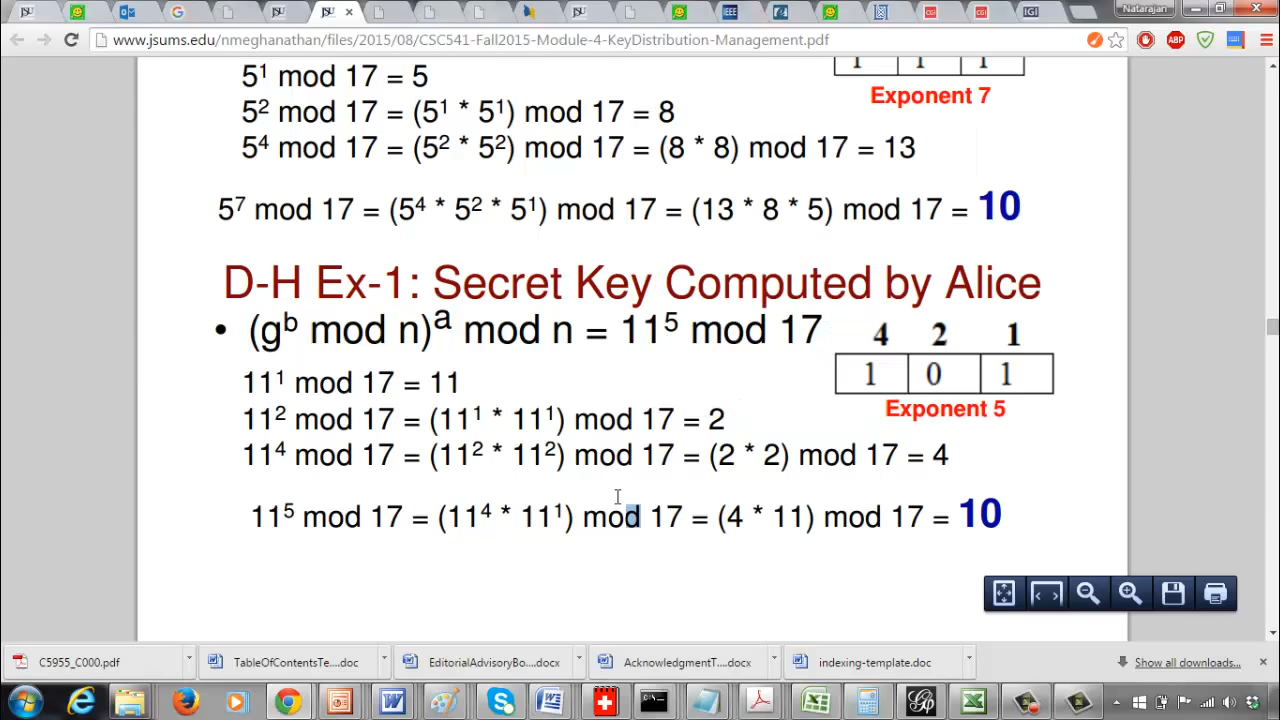 Natarajan
www.jsums.edu/nmeghanathan/files/2015/08/CSC541-Fall2015-Module-4-KeyDistribution-Management.pdf
5¹ mod 17 = 5
1 1 1
Exponent 7
5² mod 17 = (5¹ * 5¹) mod 17 = 8
5⁴ mod 17 = (5² * 5²) mod 17 = (8 * 8) mod 17 = 13
5⁷ mod 17 = (5⁴ * 5² * 5¹) mod 17 = (13 * 8 * 5) mod 17 = 10
D-H Ex-1: Secret Key Computed by Alice
• (gᵇ mod n)ᵃ mod n = 11⁵ mod 17
4 2 1
1 0 1
Exponent 5
11¹ mod 17 = 11
11² mod 17 = (11¹ * 11¹) mod 17 = 2
11⁴ mod 17 = (11² * 11²) mod 17 = (2 * 2) mod 17 = 4
11⁵ mod 17 = (11⁴ * 11¹) mod 17 = (4 * 11) mod 17 = 10
C5955_C000.pdf
TableOfContentsTe....doc
EditorialAdvisoryBo....docx
AcknowledgmentT....docx
indexing-template.doc
Show all downloads...